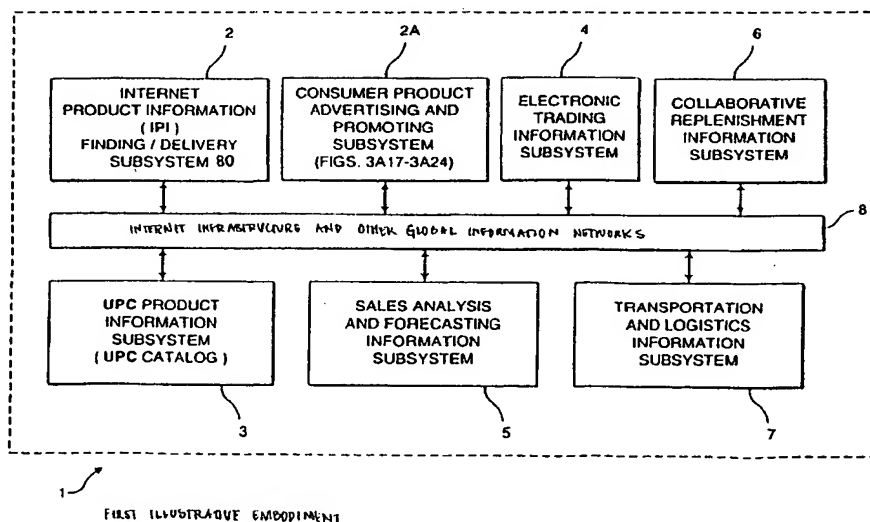 2
2A
4
6
INTERNET
PRODUCT INFORMATION
( IPI )
FINDING / DELIVERY
SUBSYSTEM 80
CONSUMER PRODUCT
ADVERTISING AND
PROMOTING
SUBSYSTEM
(FIGS. 3A17-3A24)
ELECTRONIC
TRADING
INFORMATION
SUBSYSTEM
COLLABORATIVE
REPLENISHMENT
INFORMATION
SUBSYSTEM
INTERNET INFRASTRUCTURE AND OTHER GLOBAL INFORMATION NETWORKS
8
UPC PRODUCT
INFORMATION
SUBSYSTEM
( UPC CATALOG )
SALES ANALYSIS
AND FORECASTING
INFORMATION
SUBSYSTEM
TRANSPORTATION
AND LOGISTICS
INFORMATION
SUBSYSTEM
3
5
7
1
FIRST ILLUSTRATIVE EMBODIMENT